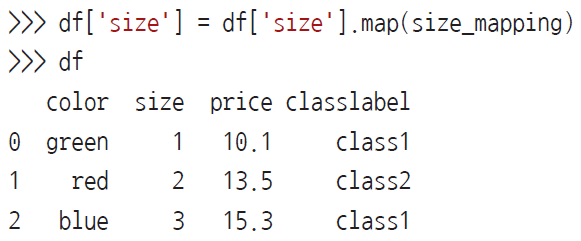 >>> df['size'] = df['size'].map(size_mapping)
>>> df
   color  size  price classlabel
0  green     1   10.1     class1
1    red     2   13.5     class2
2   blue     3   15.3     class1